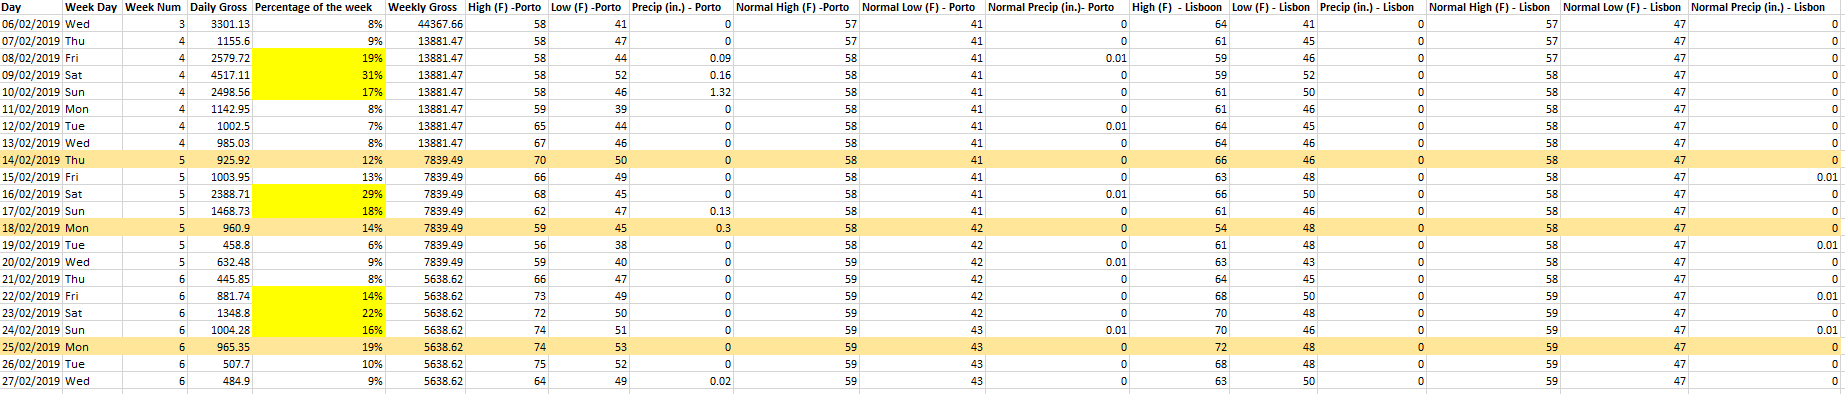 Day Week Day Week Num Daily Gross Percentage of the week Weekly Gross High (F) -Porto Low (F) -Porto Precip (in.) - Porto Normal High (F) -Porto Normal Low (F) - Porto Normal Precip (in.)- Porto High (F)  - Lisboon Low (F) - Lisboon Precip (in.) - Lisbon Normal High (F) - Lisbon Normal Low (F) - Lisbon Normal Precip (in.) - Lisbon
06/02/2019 Wed 3 3301.13 8% 44367.66 58 41 0 57 41 0 64 41 0 57 47 0
07/02/2019 Thu 4 1155.6 9% 13881.47 58 47 0 57 41 0 61 45 0 57 47 0
08/02/2019 Fri 4 2579.72 19% 13881.47 58 44 0.09 58 41 0.01 59 46 0 57 47 0
09/02/2019 Sat 4 4517.11 31% 13881.47 58 52 0.16 58 41 0 59 52 0 58 47 0
10/02/2019 Sun 4 2498.56 17% 13881.47 58 46 1.32 58 41 0 61 50 0 58 47 0
11/02/2019 Mon 4 1142.95 8% 13881.47 59 39 0 58 41 0 61 46 0 58 47 0
12/02/2019 Tue 4 1002.5 7% 13881.47 65 44 0 58 41 0.01 64 45 0 58 47 0
13/02/2019 Wed 4 985.03 8% 13881.47 67 46 0 58 41 0 64 46 0 58 47 0
14/02/2019 Thu 5 925.92 12% 7839.49 70 50 0 58 41 0 66 46 0 58 47 0
15/02/2019 Fri 5 1003.95 13% 7839.49 66 49 0 58 41 0 63 48 0 58 47 0.01
16/02/2019 Sat 5 2388.71 29% 7839.49 68 45 0 58 41 0.01 66 50 0 58 47 0
17/02/2019 Sun 5 1468.73 18% 7839.49 62 47 0.13 58 41 0 61 46 0 58 47 0
18/02/2019 Mon 5 960.9 14% 7839.49 59 45 0.3 58 42 0 54 48 0 58 47 0
19/02/2019 Tue 5 458.8 6% 7839.49 56 38 0 58 42 0 61 48 0 58 47 0.01
20/02/2019 Wed 5 632.48 9% 7839.49 59 40 0 59 42 0.01 63 43 0 58 47 0
21/02/2019 Thu 6 445.85 8% 5638.62 66 47 0 59 42 0 64 45 0 58 47 0
22/02/2019 Fri 6 881.74 14% 5638.62 73 49 0 59 42 0 68 50 0 59 47 0.01
23/02/2019 Sat 6 1348.8 22% 5638.62 72 50 0 59 42 0 70 48 0 59 47 0
24/02/2019 Sun 6 1004.28 16% 5638.62 74 51 0 59 43 0.01 70 46 0 59 47 0.01
25/02/2019 Mon 6 965.35 19% 5638.62 74 53 0 59 43 0 72 48 0 59 47 0
26/02/2019 Tue 6 507.7 10% 5638.62 75 52 0 59 43 0 68 48 0 59 47 0
27/02/2019 Wed 6 484.9 9% 5638.62 64 49 0.02 59 43 0 63 50 0 59 47 0